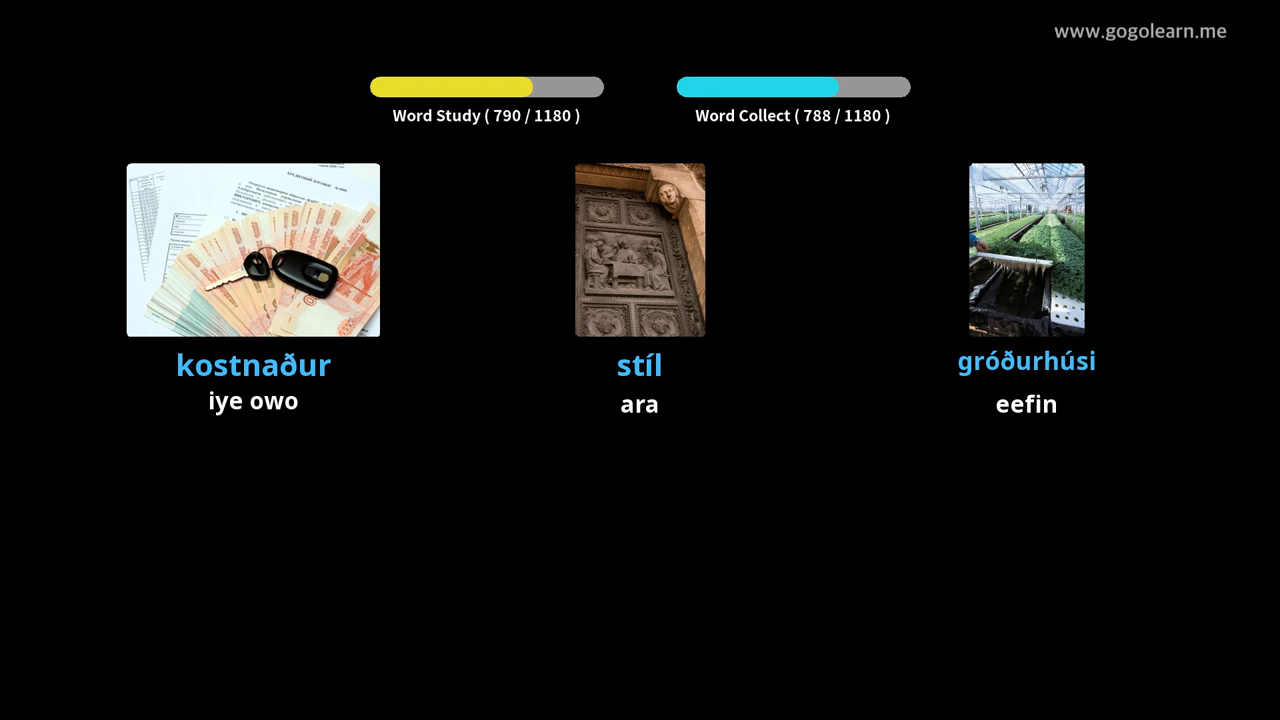 www.gogolearn.me
Word Study ( 790 / 1180 )
Word Collect ( 788 / 1180 )
kostnaður
stíl
gróðurhúsi
iye owo
ara
eefin